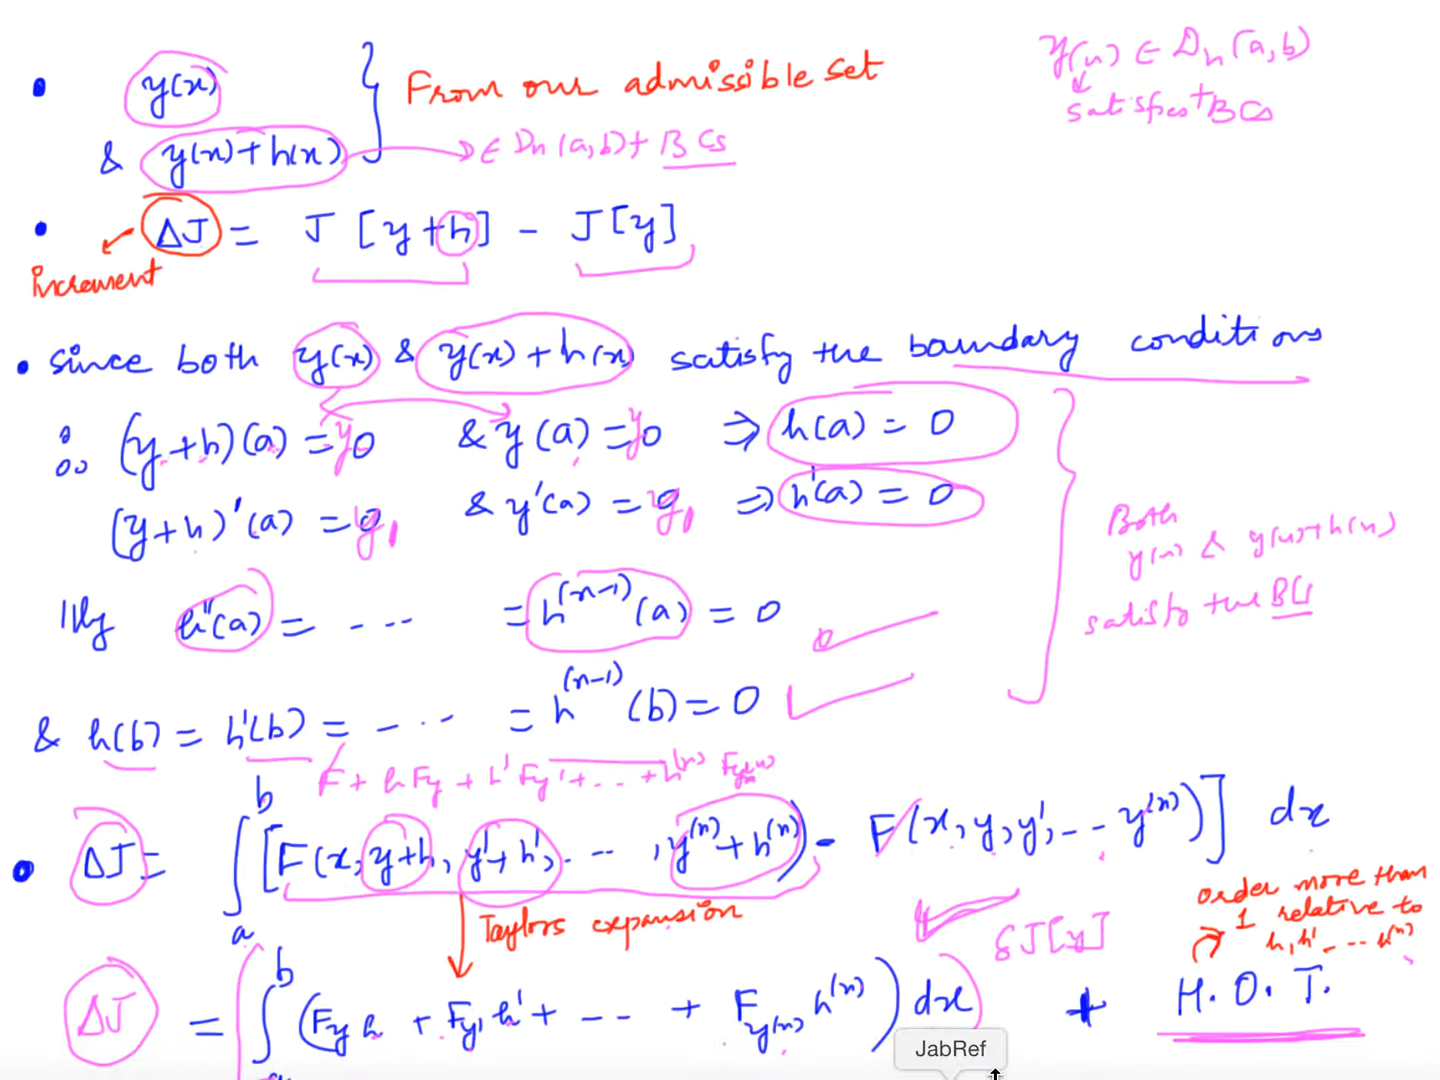 y(x) } From our admissible set
y(x) ∈ Dn(a,b)
satisfies + BCs
& y(x)+h(x) → ∈ Dn(a,b) + BCs
ΔJ = J[y+h] - J[y]
increment
• since both y(x) & y(x)+h(x) satisfy the boundary conditions
∴ (y+h)(a) = y0 & y(a) = y0 ⇒ h(a) = 0
(y+h)'(a) = y1 & y'(a) = y1 ⇒ h'(a) = 0
Both
y(x) & y(x)+h(x)
satisfy the BCs
lllly h''(a) = - - - = h^(n-1)(a) = 0
& h(b) = h'(b) = - - - = h^(n-1)(b) = 0
F + hFy + h'Fy' + ... + h^(n) Fy^(n)
• ΔJ = ∫_a^b [F(x, y+h, y'+h', - - - , y^(n)+h^(n)) - F(x, y, y', - - y^(n))] dx
Taylors expansion
δJ[y]
order more than
1 relative to
h, h', - - - h^(n)
ΔJ = ∫_a^b (Fy h + Fy' h' + - - - + F_y(n) h^(n)) dx + H.O.T.
JabRef